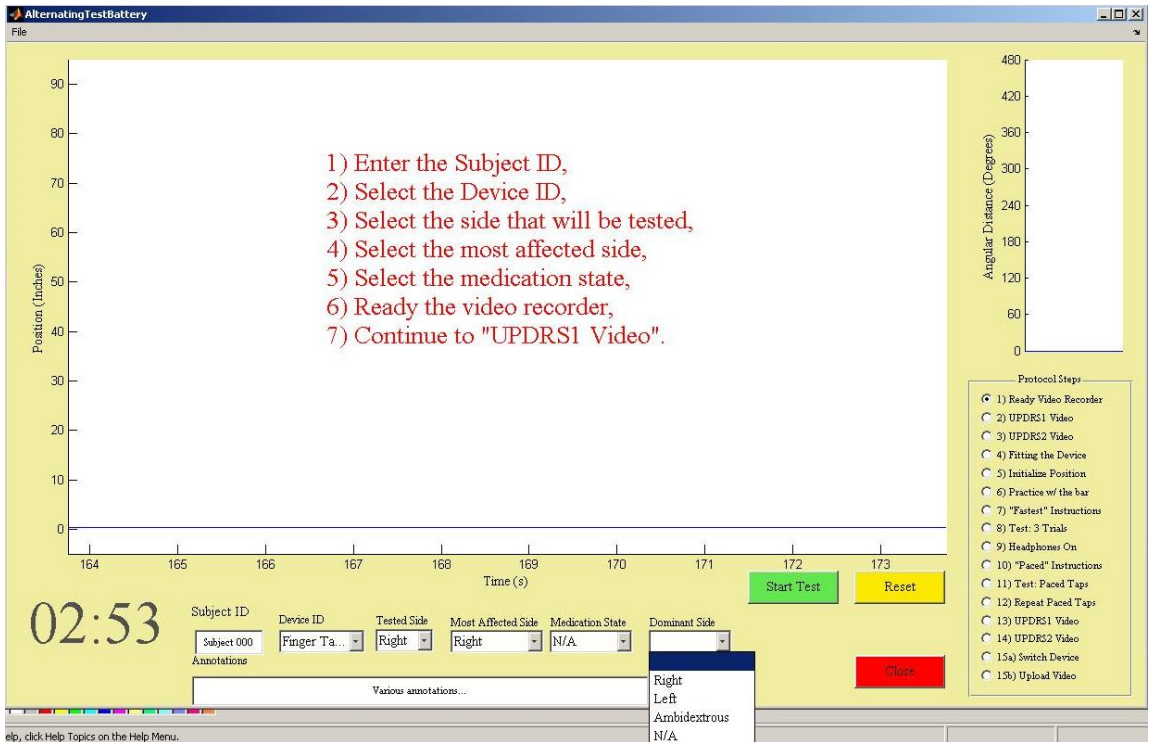 AlternatingTestBattery
File
90
80
70
60
50
40
30
20
10
0
Position (Inches)
1) Enter the Subject ID,
2) Select the Device ID,
3) Select the side that will be tested,
4) Select the most affected side,
5) Select the medication state,
6) Ready the video recorder,
7) Continue to "UPDRS1 Video".
164 165 166 167 168 169 170 171 172 173
Time (s)
480
420
360
300
240
180
120
60
0
Angular Distance (Degrees)
Protocol Steps
1) Ready Video Recorder
2) UPDRS1 Video
3) UPDRS2 Video
4) Fitting the Device
5) Initialize Position
6) Practice w/ the bar
7) "Fastest" Instructions
8) Test: 3 Trials
9) Headphones On
10) "Paced" Instructions
11) Test: Paced Taps
12) Repeat Paced Taps
13) UPDRS1 Video
14) UPDRS2 Video
15a) Switch Device
15b) Upload Video
Start Test
Reset
02:53
Subject ID
Subject 000
Device ID
Finger Ta...
Tested Side
Right
Most Affected Side
Right
Medication State
N/A
Dominant Side
Right
Left
Ambidextrous
N/A
Close
Annotations
Various annotations...
elp, click Help Topics on the Help Menu.